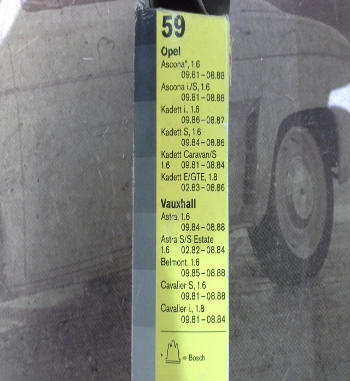 59
Opel
Ascona*, 1.6
09.81–08.88
Ascona i/S, 1.6
09.81–08.88
Kadett i, 1.6
09.86–08.87
Kadett S, 1.6
09.84–08.86
Kadett Caravan/S
1.6 09.81–08.84
Kadett E/GTE, 1.8
02.83–08.86
Vauxhall
Astra, 1.6
09.84–08.88
Astra S/S Estate
1.6 02.82–08.84
Belmont, 1.6
09.85–08.88
Cavalier S, 1.6
09.81–08.88
Cavalier i, 1.8
09.81–08.84
* = Bosch